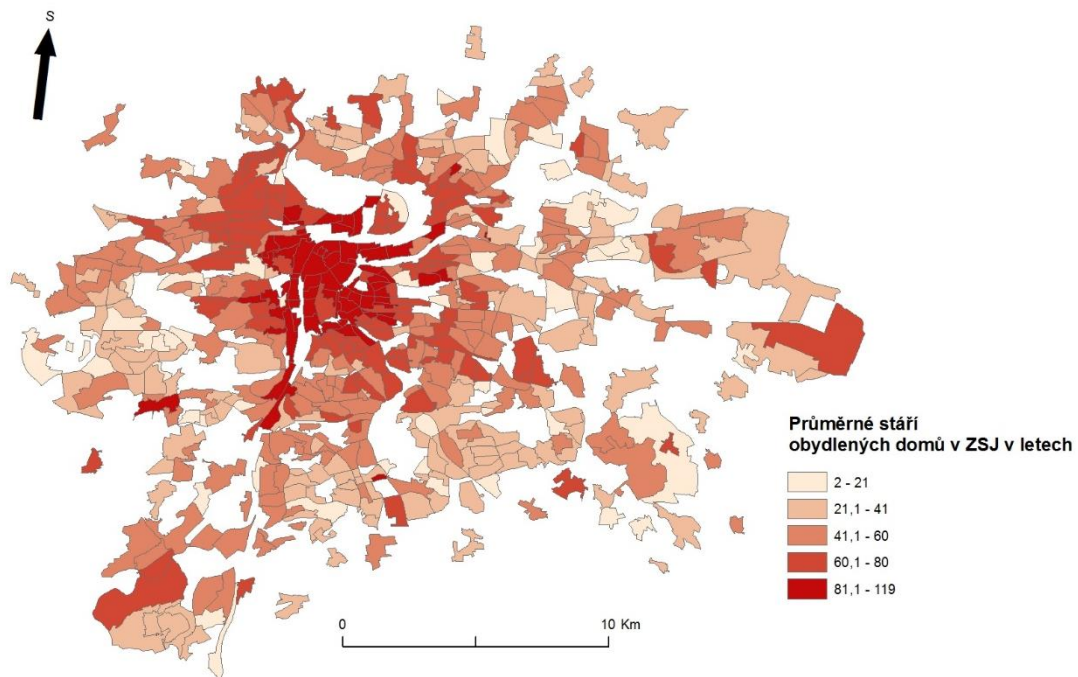 S
Průměrné stáří
obydlených domů v ZSJ v letech
2 - 21
21,1 - 41
41,1 - 60
60,1 - 80
81,1 - 119
0 10 Km